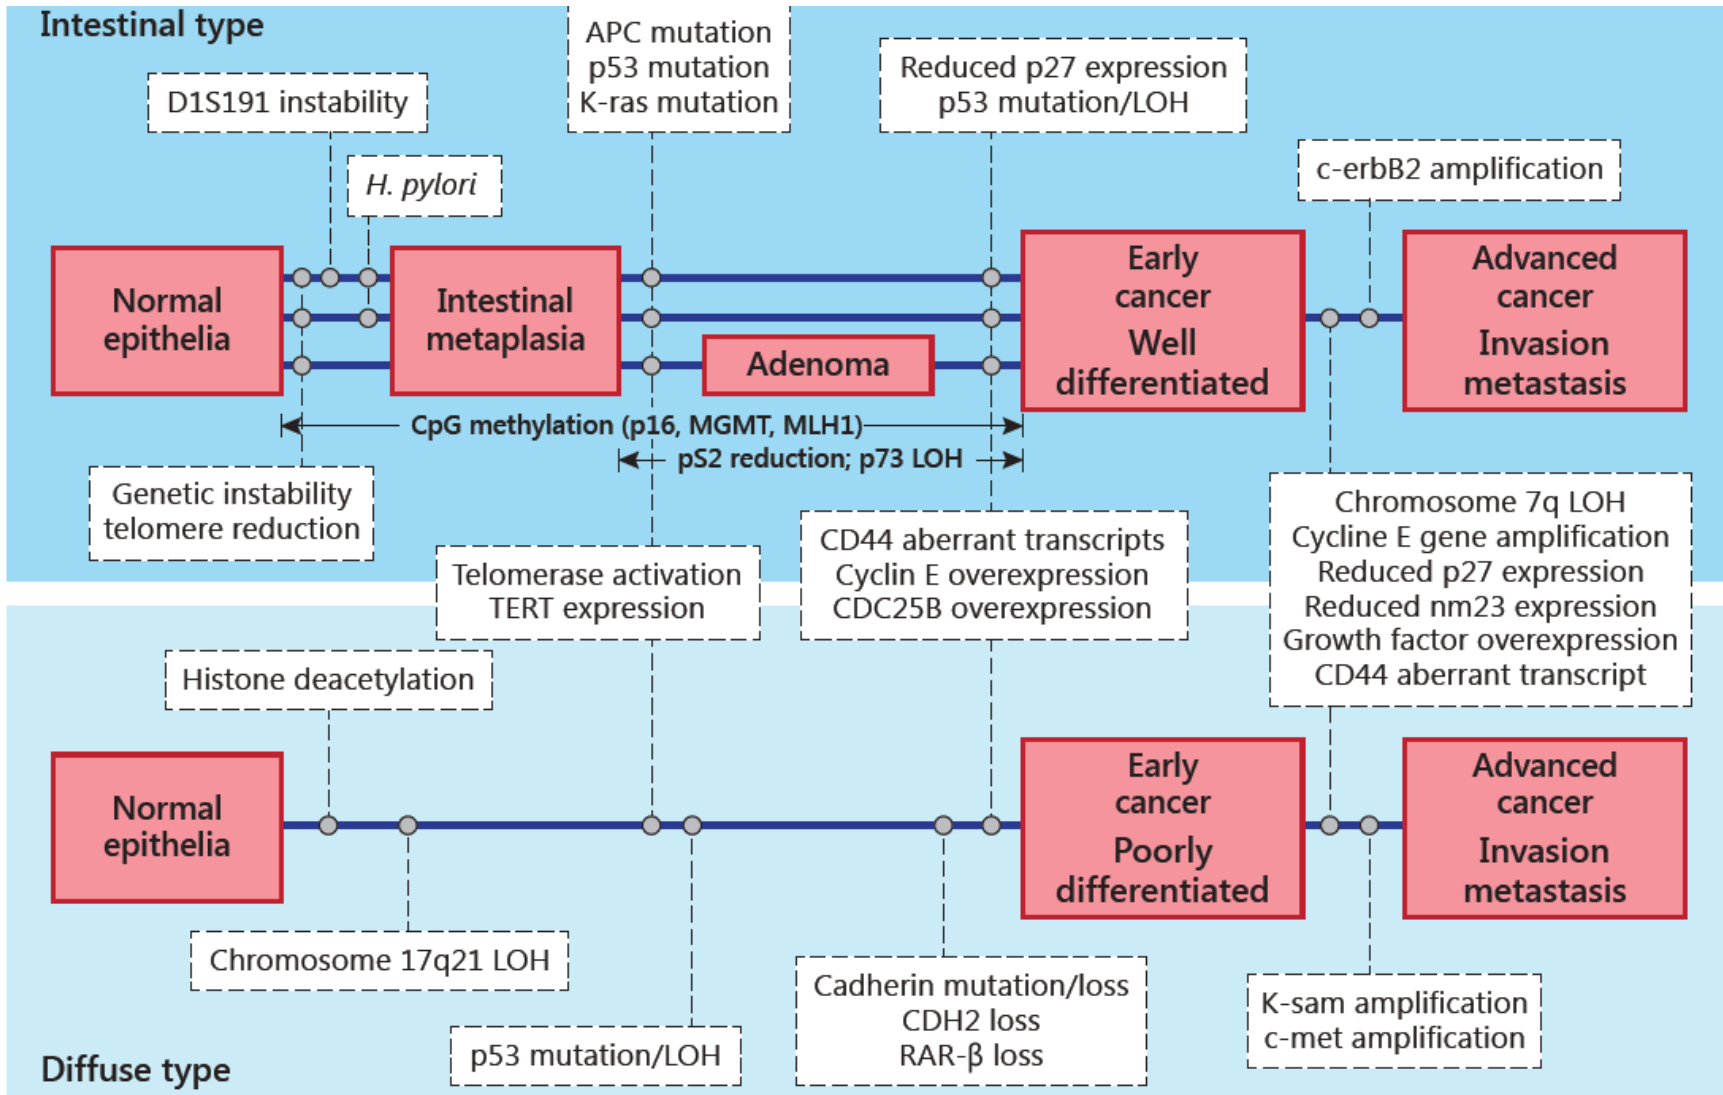 Intestinal type
APC mutation
p53 mutation
K-ras mutation
Reduced p27 expression
p53 mutation/LOH
D1S191 instability
H. pylori
c-erbB2 amplification
Normal
epithelia
Intestinal
metaplasia
Adenoma
Early
cancer
Well
differentiated
Advanced
cancer
Invasion
metastasis
CpG methylation (p16, MGMT, MLH1)
pS2 reduction; p73 LOH
Genetic instability
telomere reduction
Telomerase activation
TERT expression
CD44 aberrant transcripts
Cyclin E overexpression
CDC25B overexpression
Chromosome 7q LOH
Cycline E gene amplification
Reduced p27 expression
Reduced nm23 expression
Growth factor overexpression
CD44 aberrant transcript
Histone deacetylation
Normal
epithelia
Early
cancer
Poorly
differentiated
Advanced
cancer
Invasion
metastasis
Chromosome 17q21 LOH
p53 mutation/LOH
Cadherin mutation/loss
CDH2 loss
RAR-β loss
K-sam amplification
c-met amplification
Diffuse type